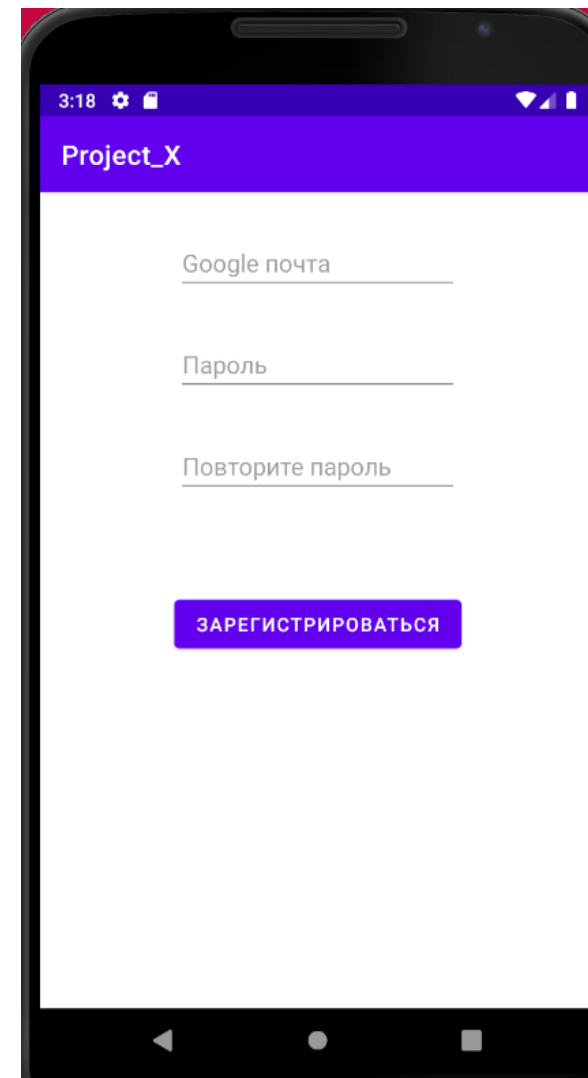 3:18
Project_X
Google почта
Пароль
Повторите пароль
ЗАРЕГИСТРИРОВАТЬСЯ